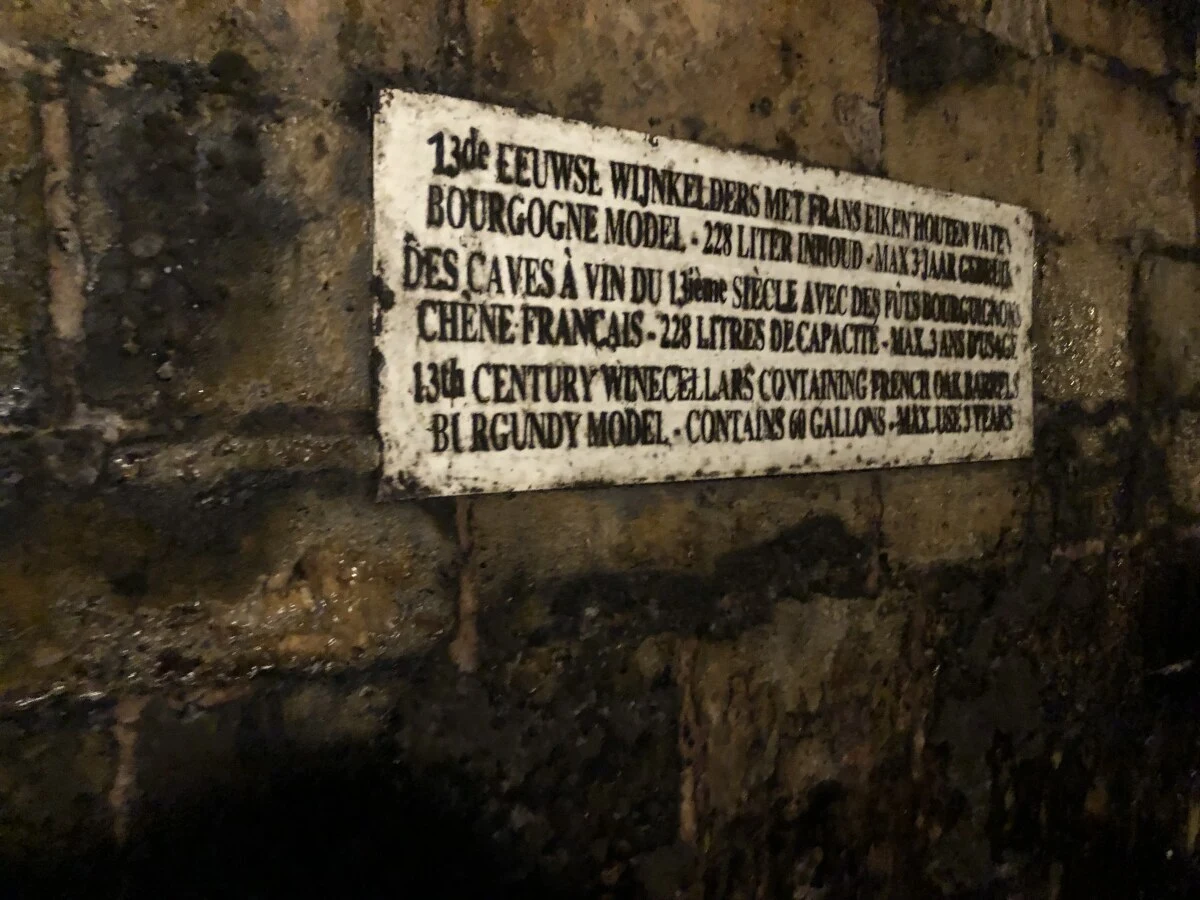 13de EEUWSE WIJNKELDERS MET FRANS EIKEN HOUTEN VATEN
BOURGOGNE MODEL - 228 LITER INHOUD - MAX 3 JAAR GEBRUIK
DES CAVES À VIN DU 13ième SIÈCLE AVEC DES FÛTS BOURGUIGNONS
CHÊNE FRANÇAIS - 228 LITRES DE CAPACITÉ - MAX. 3 ANS D'USAGE
13th CENTURY WINECELLARS CONTAINING FRENCH OAK BARRELS
BURGUNDY MODEL - CONTAINS 60 GALLONS - MAX. USE 3 YEARS